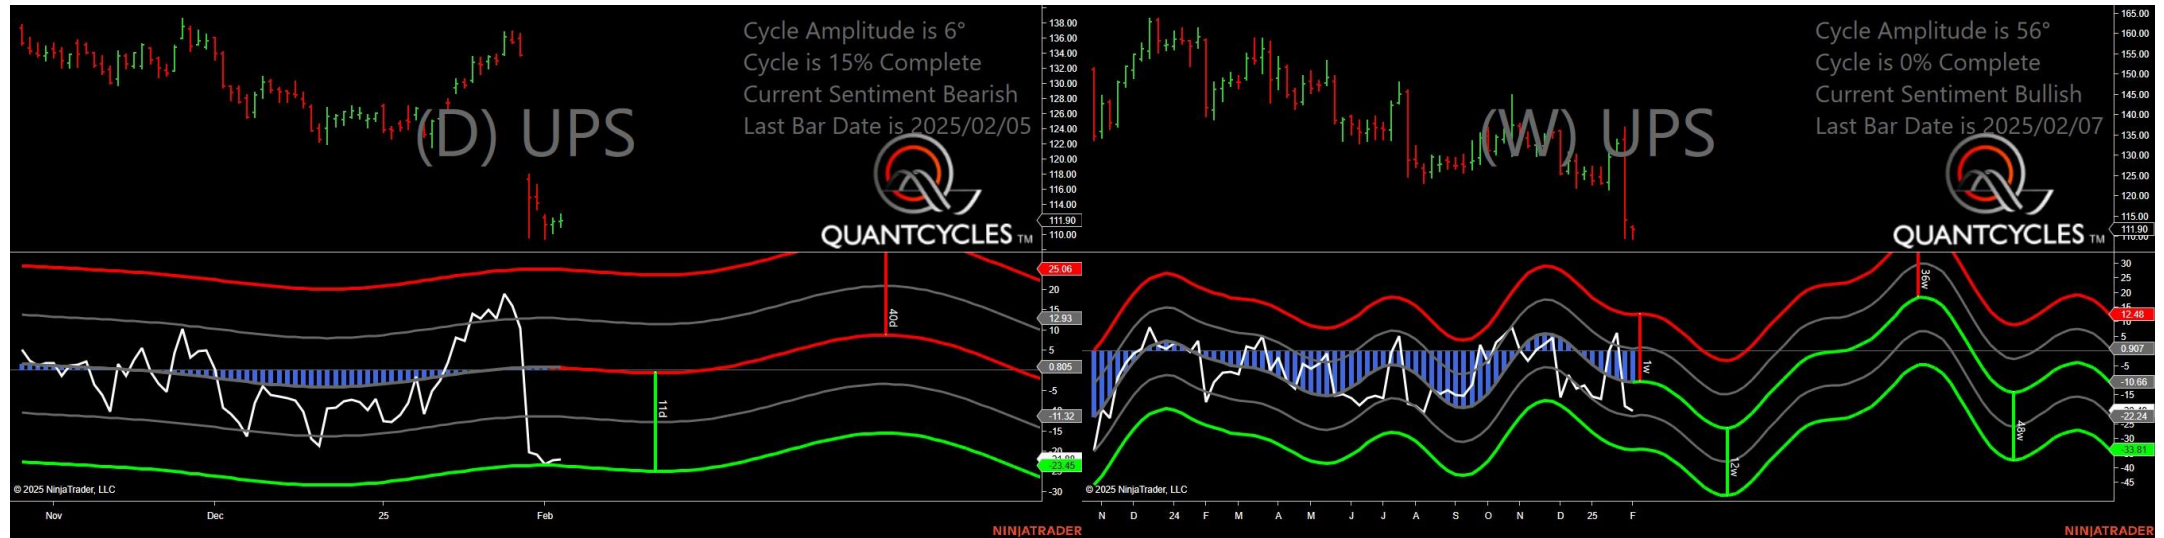 Cycle Amplitude is 6°
Cycle is 15% Complete
Current Sentiment Bearish
Last Bar Date is 2025/02/05
(D) UPS
QUANTCYCLES TM
138.00
136.00
134.00
132.00
130.00
128.00
126.00
124.00
122.00
120.00
118.00
116.00
114.00
111.90
110.00
25.06
20
15
12.93
10
5
0.805
-5
-11.32
-15
-20
-23.45
-30
40d
11d
© 2025 NinjaTrader, LLC
Nov Dec 25 Feb
NINJATRADER
Cycle Amplitude is 56°
Cycle is 0% Complete
Current Sentiment Bullish
Last Bar Date is 2025/02/07
(W) UPS
QUANTCYCLES TM
165.00
160.00
155.00
150.00
145.00
140.00
135.00
130.00
125.00
120.00
115.00
111.90
110.00
30
25
20
12.48
10
5
0.907
-5
-10.66
-15
-22.24
-25
-30
-33.81
-40
-45
36w
1w
12w
48w
© 2025 NinjaTrader, LLC
N D 24 F M A M J J A S O N D 25 F
NINJATRADER